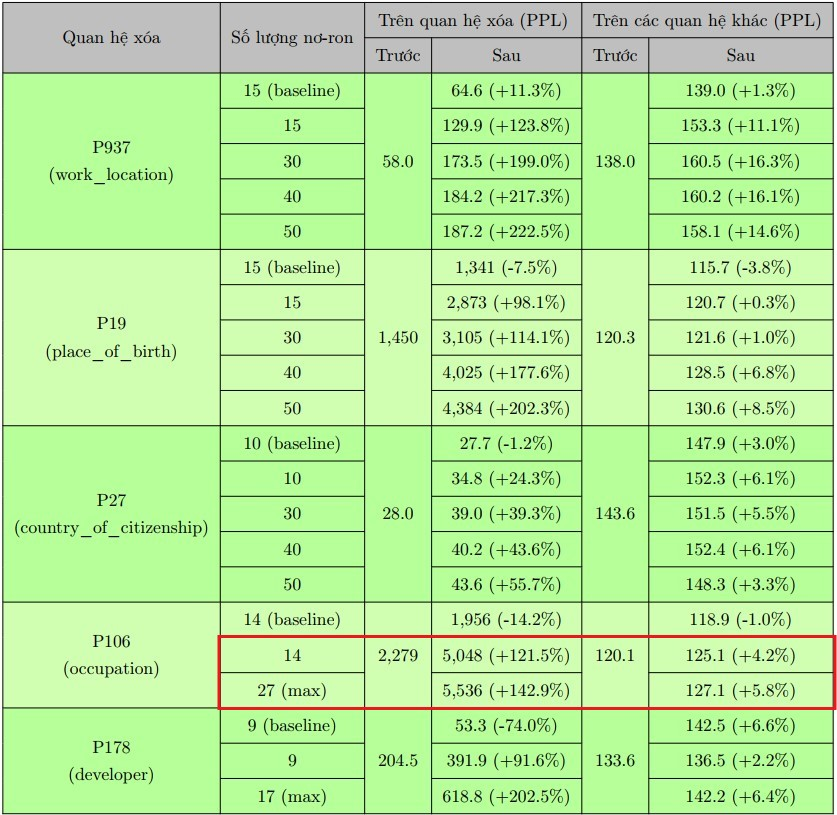 Quan hệ xóa Số lượng nơ-ron Trên quan hệ xóa (PPL) Trên các quan hệ khác (PPL)
Trước Sau Trước Sau
P937
(work_location)
15 (baseline) 58.0 64.6 (+11.3%) 138.0 139.0 (+1.3%)
15 129.9 (+123.8%) 153.3 (+11.1%)
30 173.5 (+199.0%) 160.5 (+16.3%)
40 184.2 (+217.3%) 160.2 (+16.1%)
50 187.2 (+222.5%) 158.1 (+14.6%)
P19
(place_of_birth)
15 (baseline) 1,450 1,341 (-7.5%) 120.3 115.7 (-3.8%)
15 2,873 (+98.1%) 120.7 (+0.3%)
30 3,105 (+114.1%) 121.6 (+1.0%)
40 4,025 (+177.6%) 128.5 (+6.8%)
50 4,384 (+202.3%) 130.6 (+8.5%)
P27
(country_of_citizenship)
10 (baseline) 28.0 27.7 (-1.2%) 143.6 147.9 (+3.0%)
10 34.8 (+24.3%) 152.3 (+6.1%)
30 39.0 (+39.3%) 151.5 (+5.5%)
40 40.2 (+43.6%) 152.4 (+6.1%)
50 43.6 (+55.7%) 148.3 (+3.3%)
P106
(occupation)
14 (baseline) 2,279 1,956 (-14.2%) 120.1 118.9 (-1.0%)
14 5,048 (+121.5%) 125.1 (+4.2%)
27 (max) 5,536 (+142.9%) 127.1 (+5.8%)
P178
(developer)
9 (baseline) 204.5 53.3 (-74.0%) 133.6 142.5 (+6.6%)
9 391.9 (+91.6%) 136.5 (+2.2%)
17 (max) 618.8 (+202.5%) 142.2 (+6.4%)